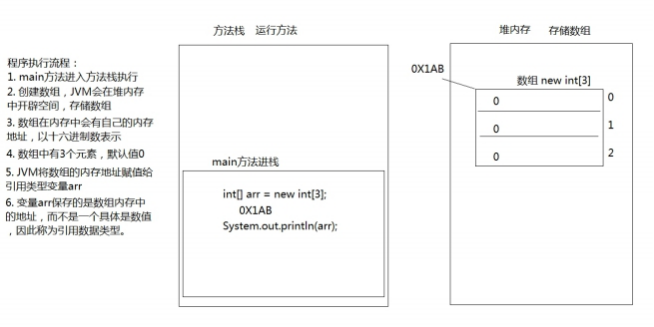 方法栈 运行方法
堆内存 存储数组
程序执行流程：
1. main方法进入方法栈执行
2. 创建数组，JVM会在堆内存
中开辟空间，存储数组
3. 数组在内存中会有自己的内存
地址，以十六进制数表示
4. 数组中有3个元素，默认值0
5. JVM将数组的内存地址赋值给
引用类型变量arr
6. 变量arr保存的是数组内存中
的地址，而不是一个具体是数值
，因此称为引用数据类型。
main方法进栈
int[] arr = new int[3];
0X1AB
System.out.println(arr);
0X1AB
数组 new int[3]
0 0
0 1
0 2